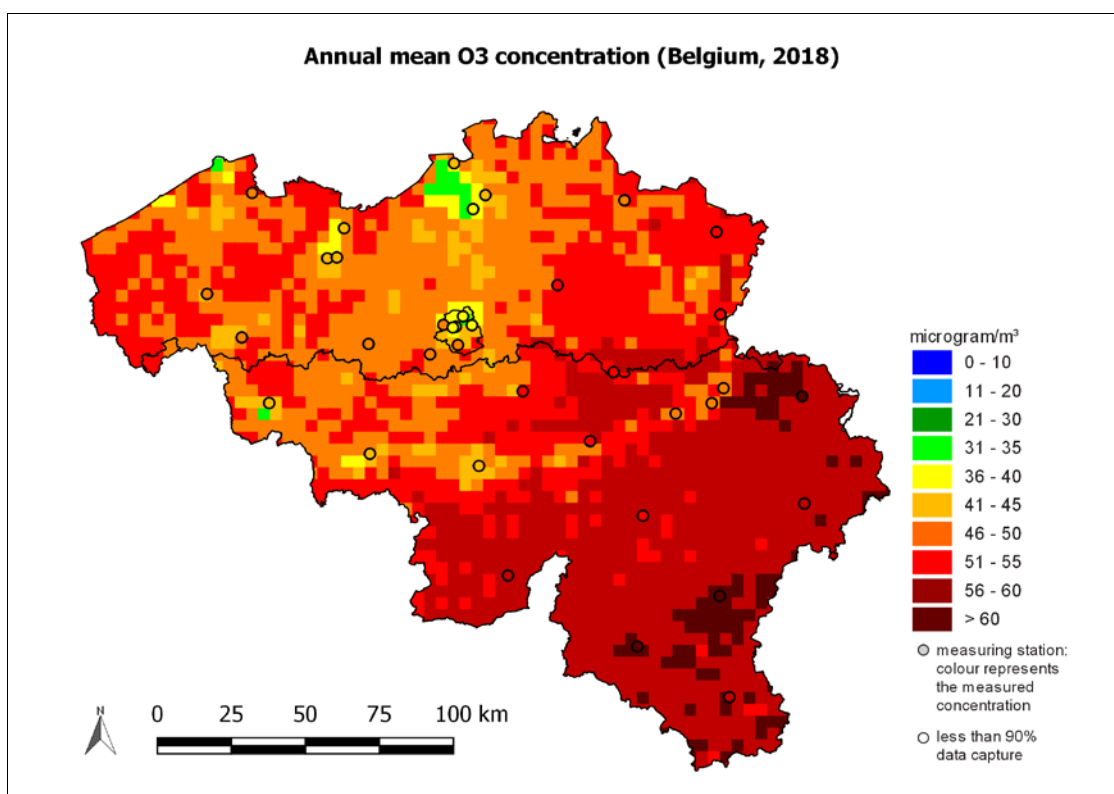 Annual mean O3 concentration (Belgium, 2018)
microgram/m³
0 - 10
11 - 20
21 - 30
31 - 35
36 - 40
41 - 45
46 - 50
51 - 55
56 - 60
> 60
measuring station:
colour represents
the measured
concentration
less than 90%
data capture
N
0 25 50 75 100 km